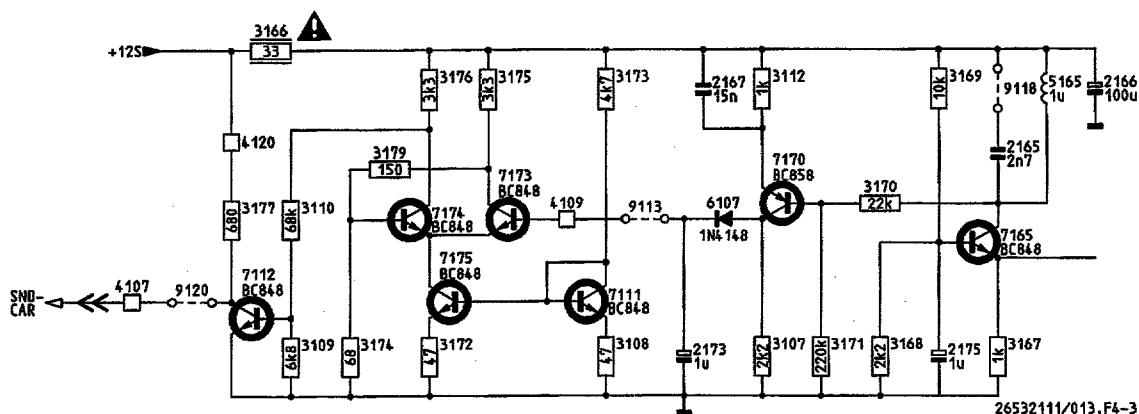 3166
+12S
33
3176
3k3
3175
3k3
3173
4k7
2167
15n
3112
1k
3169
10k
9118
5165
1u
2166
100u
4120
3179
150
7173
BC848
7170
BC858
2165
2n7
3177
680
3110
68k
7174
BC848
4109
9113
6107
1N4148
3170
22k
7165
BC848
7175
BC848
7112
BC848
7111
BC848
4107
9120
SND-
CAR
3109
6k8
3174
68
3172
47
3108
47
2173
1u
3107
2k2
3171
220k
3168
2k2
2175
1u
3167
1k
26532111/013.F4-3